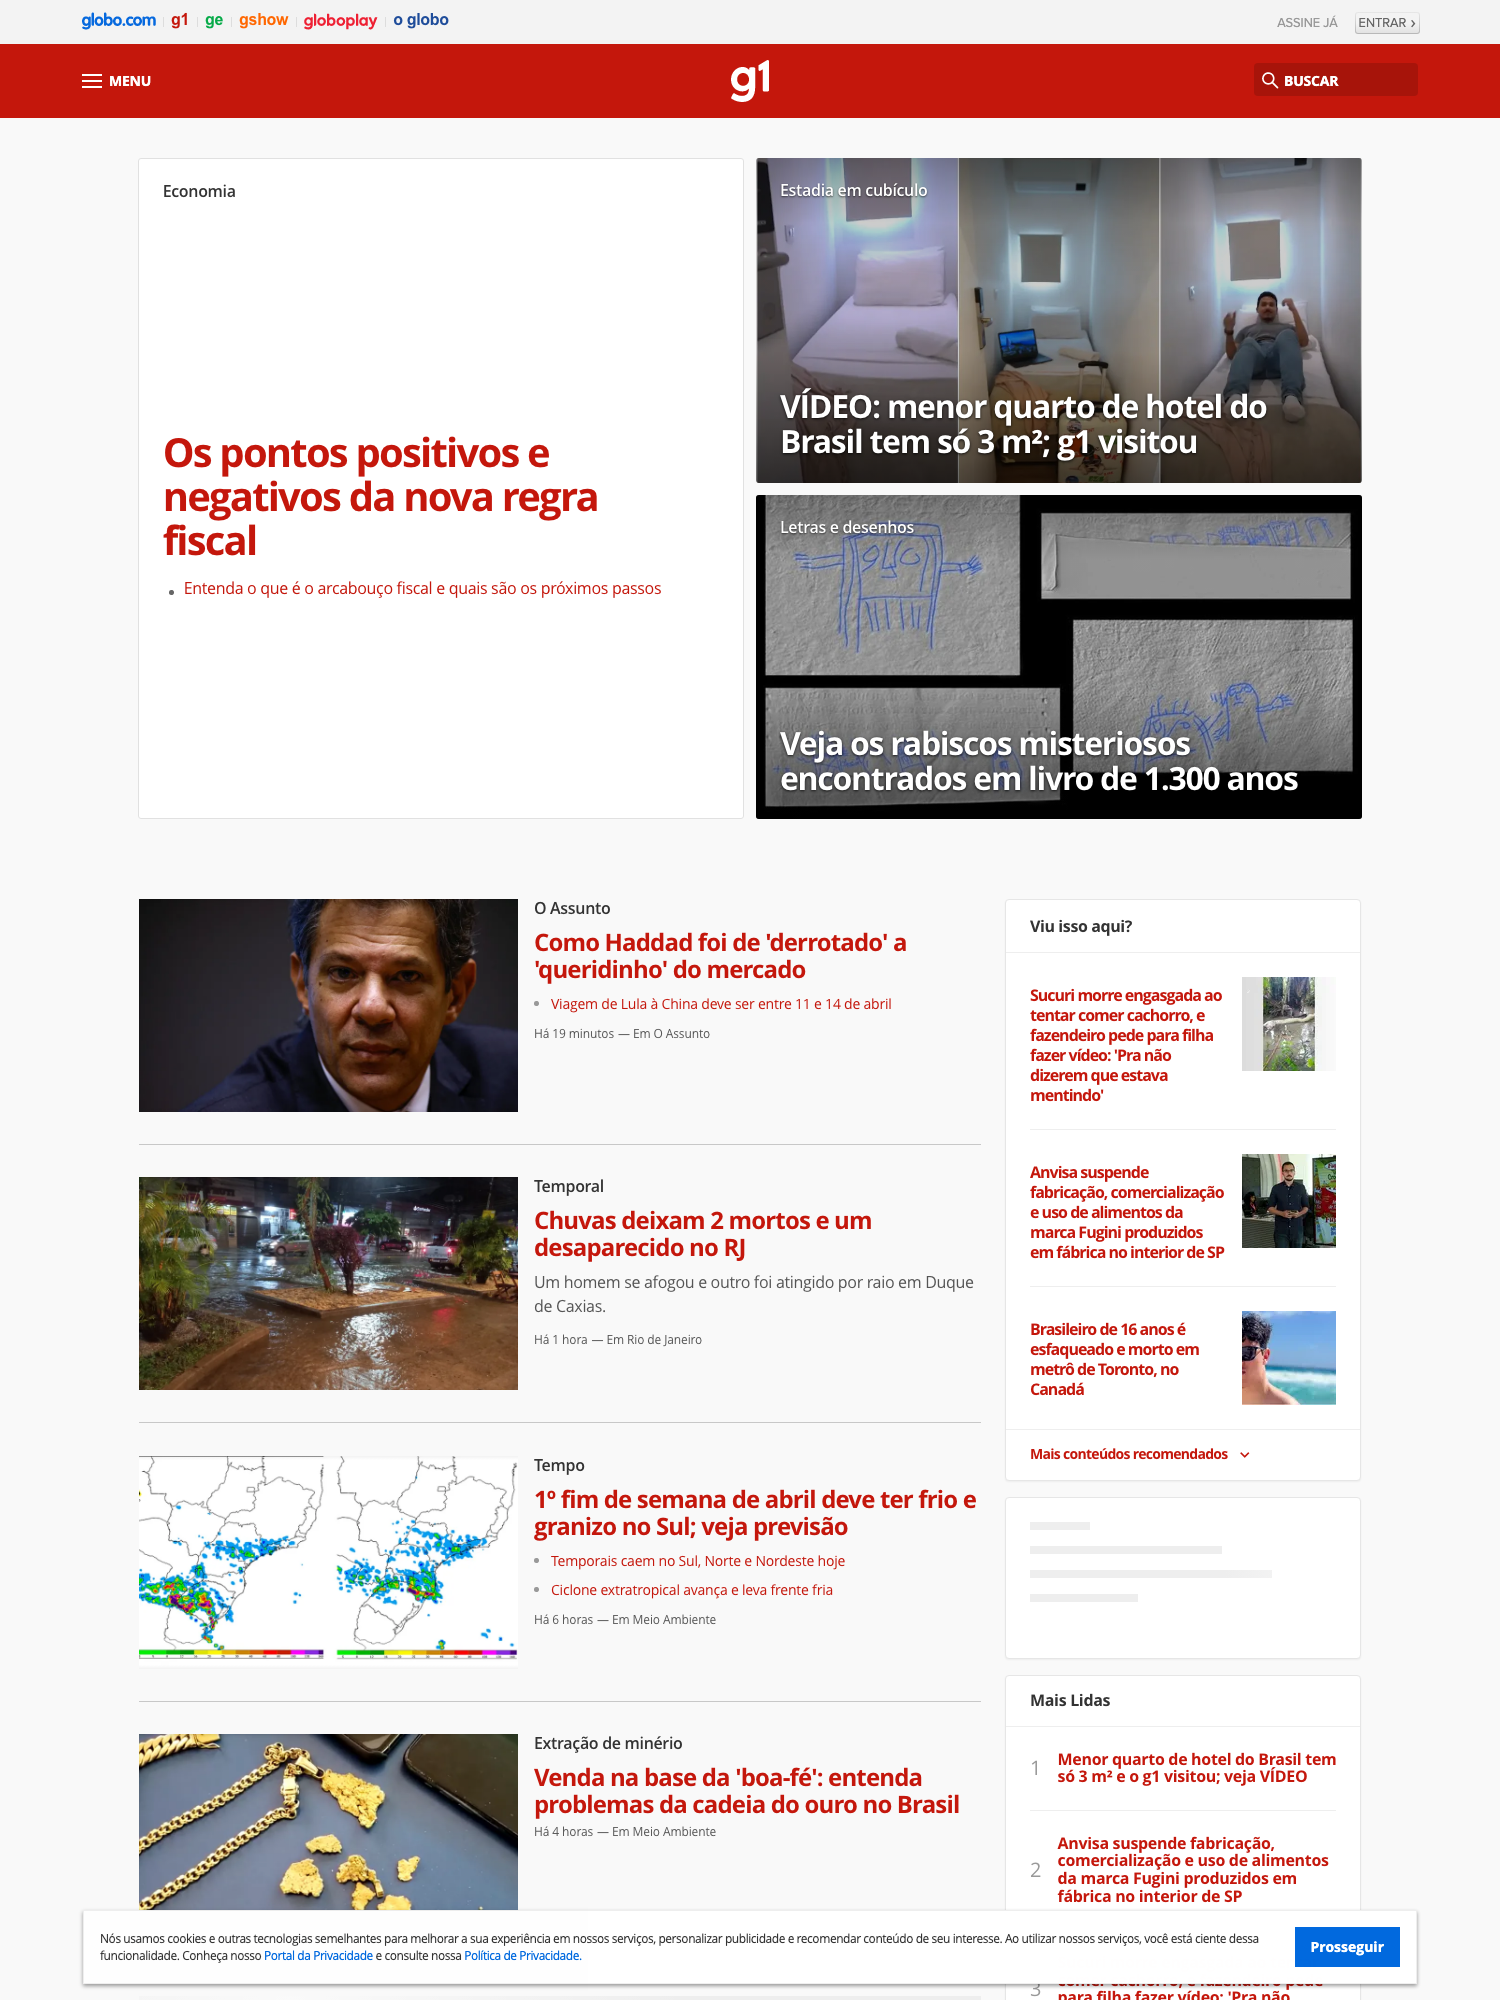 globo.com g1 ge gshow globoplay o globo
ASSINE JÁ ENTRAR ›
MENU
g1
BUSCAR
Economia
Os pontos positivos e
negativos da nova regra
fiscal
Entenda o que é o arcabouço fiscal e quais são os próximos passos
Estadia em cubículo
VÍDEO: menor quarto de hotel do
Brasil tem só 3 m²; g1 visitou
Letras e desenhos
Veja os rabiscos misteriosos
encontrados em livro de 1.300 anos
O Assunto
Como Haddad foi de 'derrotado' a
'queridinho' do mercado
Viagem de Lula à China deve ser entre 11 e 14 de abril
Há 19 minutos — Em O Assunto
Temporal
Chuvas deixam 2 mortos e um
desaparecido no RJ
Um homem se afogou e outro foi atingido por raio em Duque
de Caxias.
Há 1 hora — Em Rio de Janeiro
Tempo
1º fim de semana de abril deve ter frio e
granizo no Sul; veja previsão
Temporais caem no Sul, Norte e Nordeste hoje
Ciclone extratropical avança e leva frente fria
Há 6 horas — Em Meio Ambiente
Extração de minério
Venda na base da 'boa-fé': entenda
problemas da cadeia do ouro no Brasil
Há 4 horas — Em Meio Ambiente
Viu isso aqui?
Sucuri morre engasgada ao
tentar comer cachorro, e
fazendeiro pede para filha
fazer vídeo: 'Pra não
dizerem que estava
mentindo'
Anvisa suspende
fabricação, comercialização
e uso de alimentos da
marca Fugini produzidos
em fábrica no interior de SP
Brasileiro de 16 anos é
esfaqueado e morto em
metrô de Toronto, no
Canadá
Mais conteúdos recomendados
Mais Lidas
1 Menor quarto de hotel do Brasil tem
só 3 m² e o g1 visitou; veja VÍDEO
2 Anvisa suspende fabricação,
comercialização e uso de alimentos
da marca Fugini produzidos em
fábrica no interior de SP
3 comer cachorro, e fazendeiro pede
para filha fazer vídeo: 'Pra não
Nós usamos cookies e outras tecnologias semelhantes para melhorar a sua experiência em nossos serviços, personalizar publicidade e recomendar conteúdo de seu interesse. Ao utilizar nossos serviços, você está ciente dessa
funcionalidade. Conheça nosso Portal da Privacidade e consulte nossa Política de Privacidade.
Prosseguir